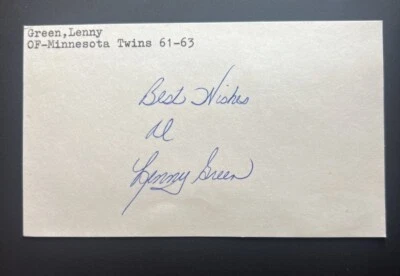 Green,Lenny
OF-Minnesota Twins 61-63
Best Wishes
Al
Lenny Green